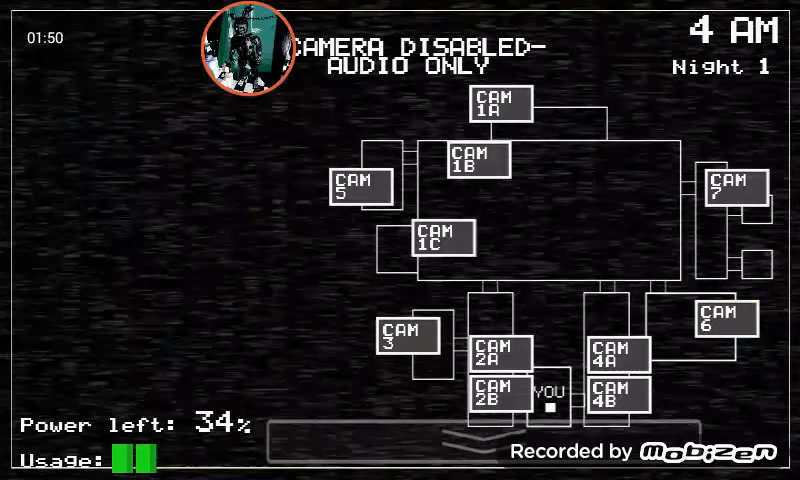 01:50
CAMERA DISABLED-
AUDIO ONLY
4 AM
Night 1
CAM
1A
CAM
1B
CAM
5
CAM
7
CAM
1C
CAM
6
CAM
3
CAM
2A
CAM
4A
CAM
2B
YOU
CAM
4B
Power left: 34%
Usage:
Recorded by Mobizen